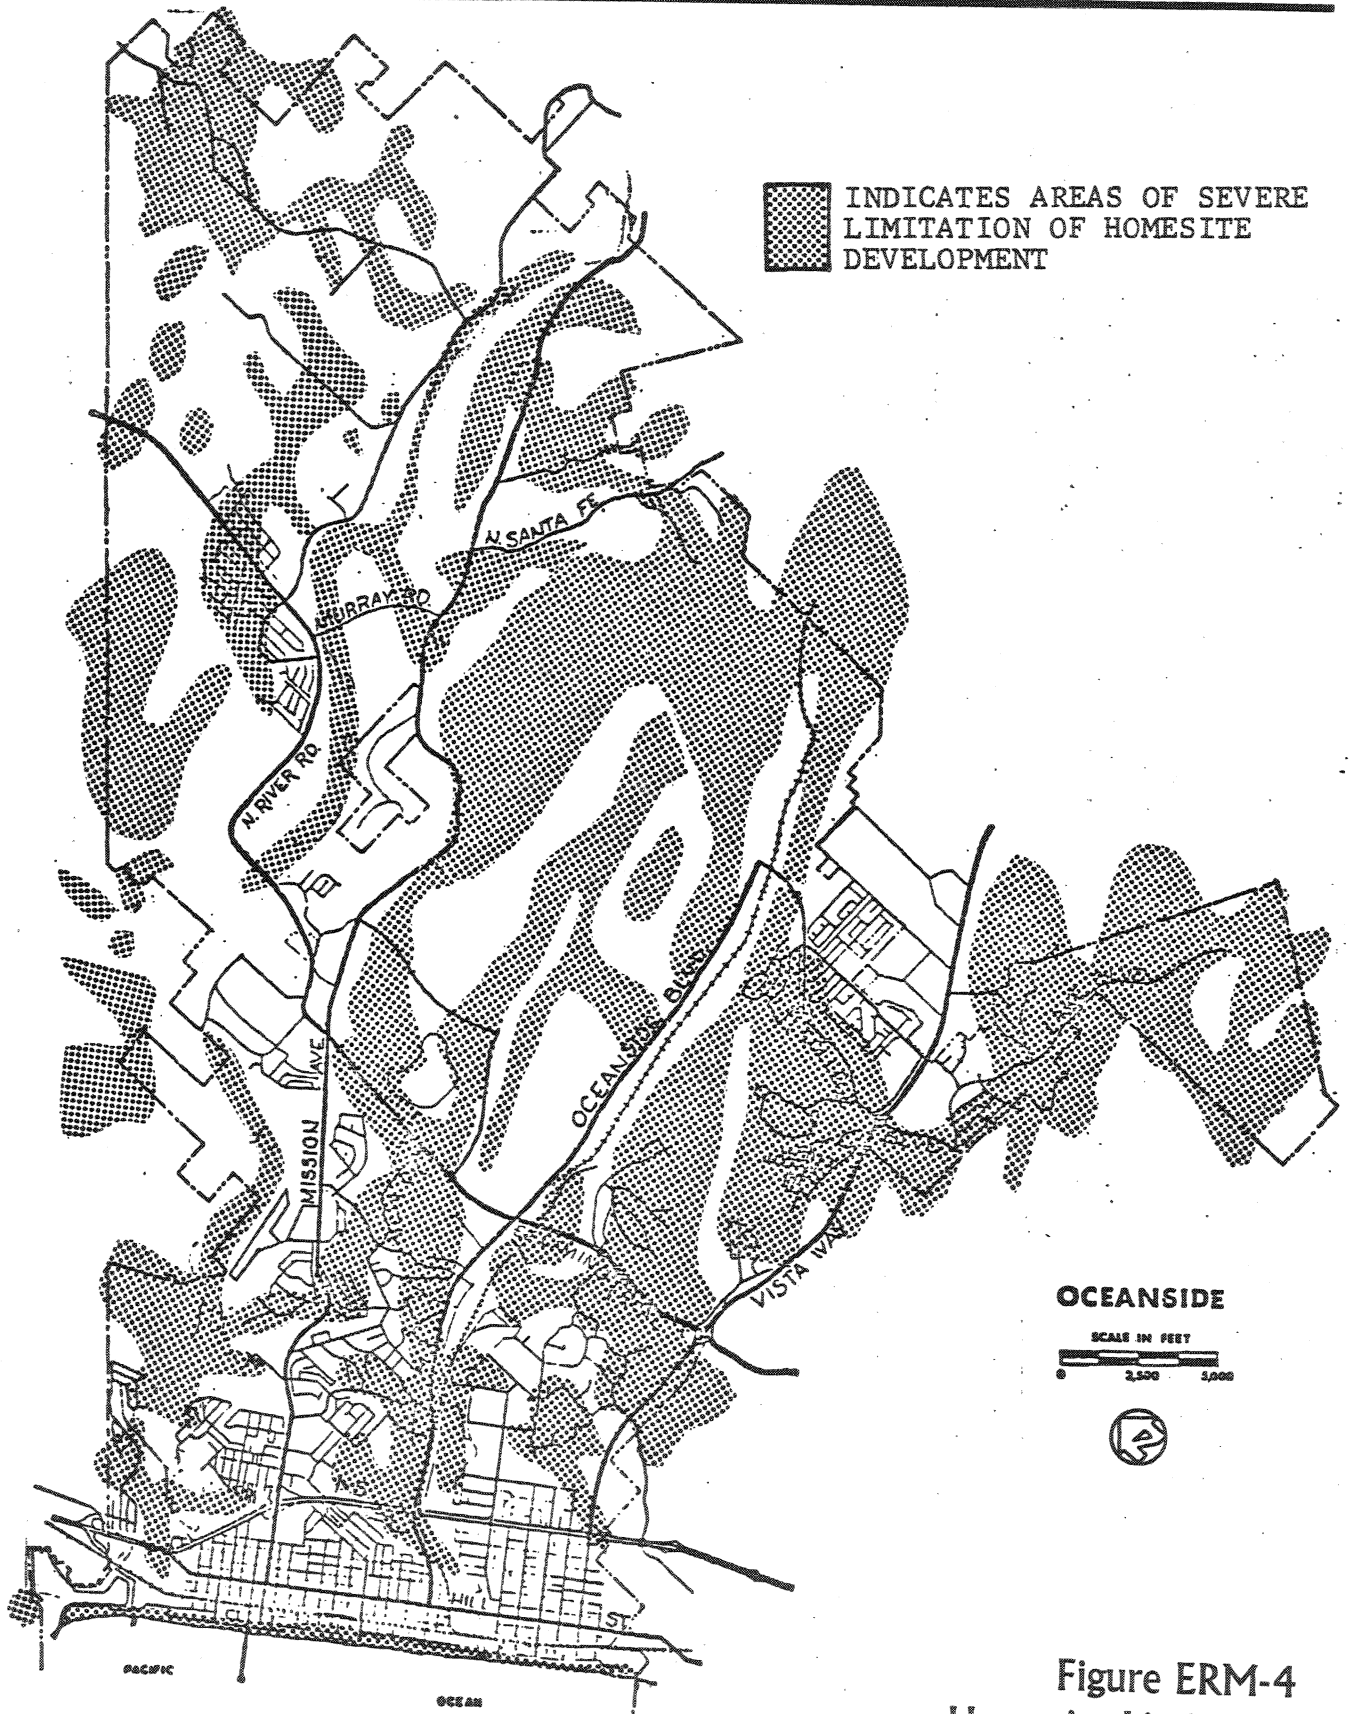 INDICATES AREAS OF SEVERE
LIMITATION OF HOMESITE
DEVELOPMENT
N. SANTA FE
MURRAY RD.
N. RIVER RD.
OCEANSIDE BLVD.
MISSION AVE.
VISTA WAY
OCEANSIDE
SCALE IN FEET
0 2,500 5,000
HILL ST.
PACIFIC
OCEAN
Figure ERM-4